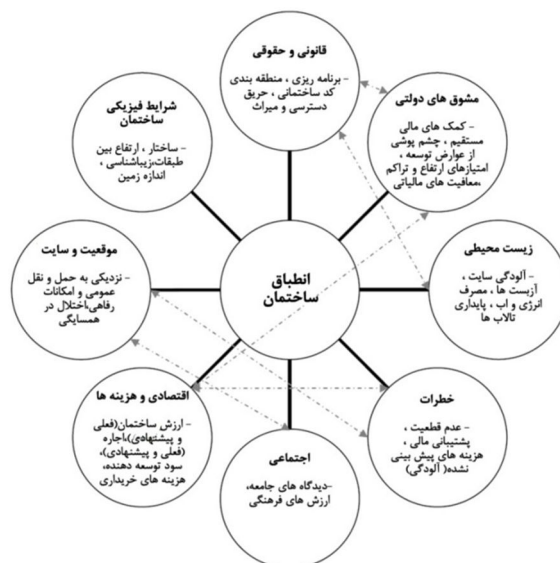 قانونی و حقوقی
-برنامه ریزی ، منطقه بندی
کد ساختمانی ، حریق
دسترسی و میراث
مشوق های دولتی
-کمک های مالی
مستقیم ، چشم پوشی
از عوارض توسعه ،
امتیازهای ارتفاع و تراکم
،معافیت های مالیاتی
زیست محیطی
-آلودگی سایت ،
آزبست ها ، مصرف
انرژی و اب ، پایداری
تالاب ها
خطرات
-عدم قطعیت ،
پشتیبانی مالی ،
هزینه های پیش بینی
نشده( آلودگی)
اجتماعی
-دیدگاه های جامعه،
ارزش های فرهنگی
اقتصادی و هزینه ها
-ارزش ساختمان(فعلی
و پیشنهادی)،اجاره
(فعلی و پیشنهادی)،
سود توسعه دهنده،
هزینه های خریداری
موقعیت و سایت
-نزدیکی به حمل و نقل
عمومی و امکانات
رفاهی،اختلال در
همسایگی
شرایط فیزیکی
ساختمان
-ساختار ، ارتفاع بین
طبقات،زیباشناسی ،
اندازه زمین
انطباق
ساختمان